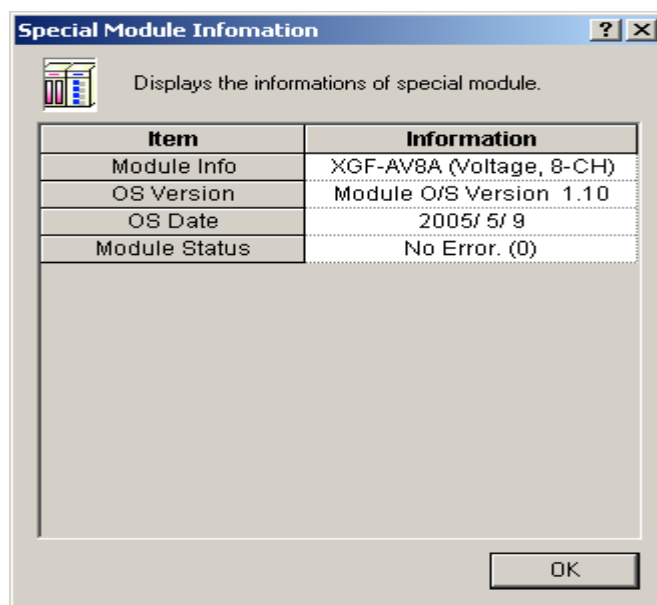 Special Module Infomation
Displays the informations of special module.
Item Information
Module Info XGF-AV8A (Voltage, 8-CH)
OS Version Module O/S Version 1.10
OS Date 2005/ 5/ 9
Module Status No Error. (0)
OK